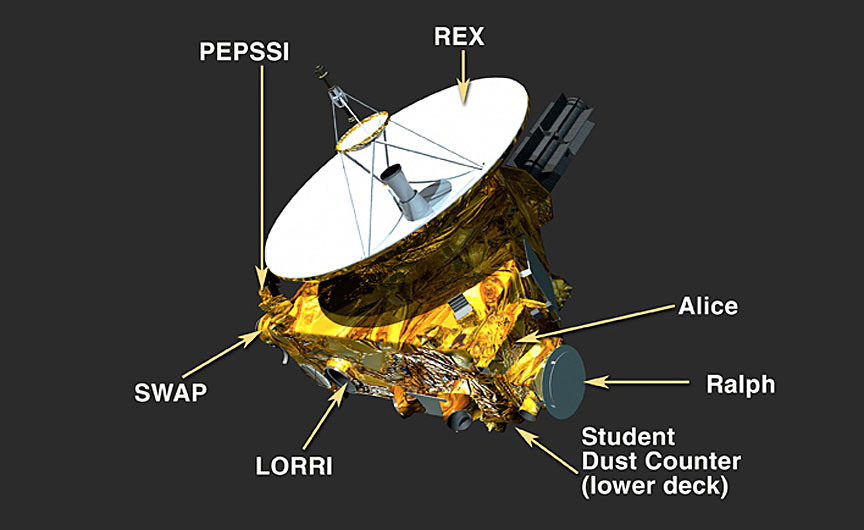 REX
PEPSSI
Alice
Ralph
SWAP
Student
Dust Counter
(lower deck)
LORRI